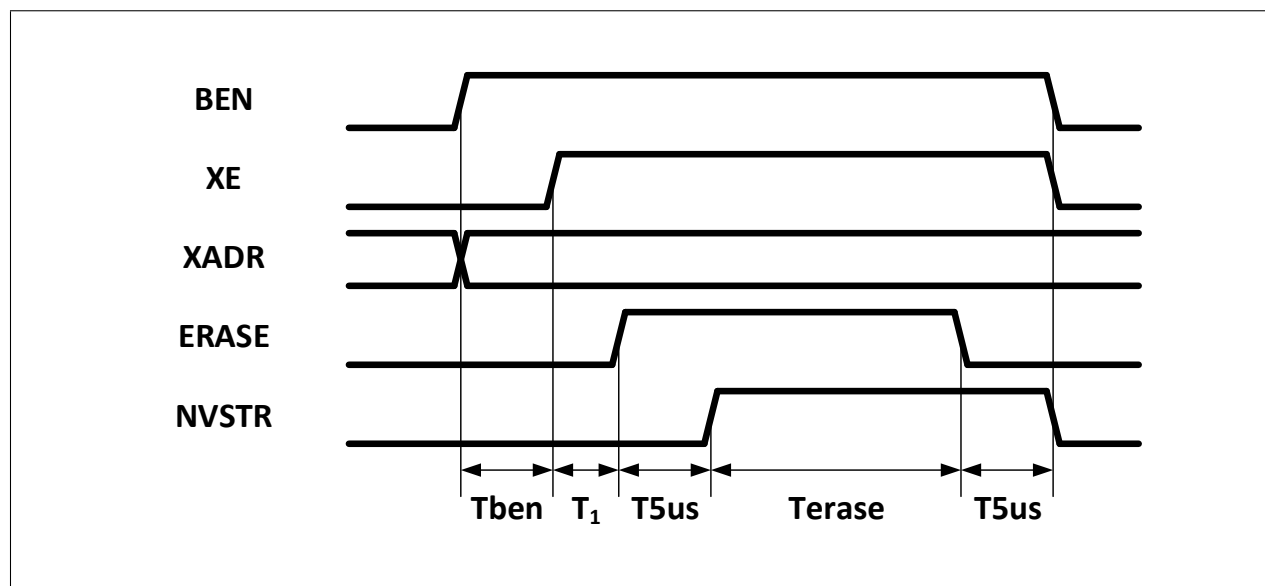 BEN
XE
XADR
ERASE
NVSTR
Tben T₁ T5us Terase T5us